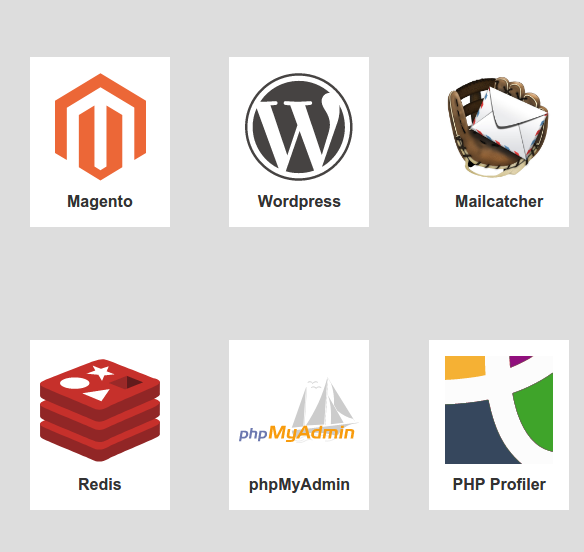 Magento
Wordpress
Mailcatcher
phpMyAdmin
Redis
phpMyAdmin
PHP Profiler